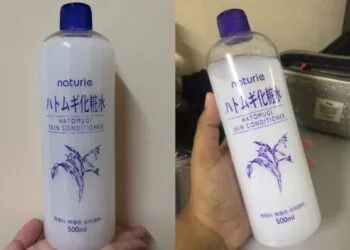 naturie
ハトムギ化粧水
HATOMUGI
SKIN CONDITIONER
500ml
naturie
ハトムギ化粧水
HATOMUGI
SKIN CONDITIONER
500ml